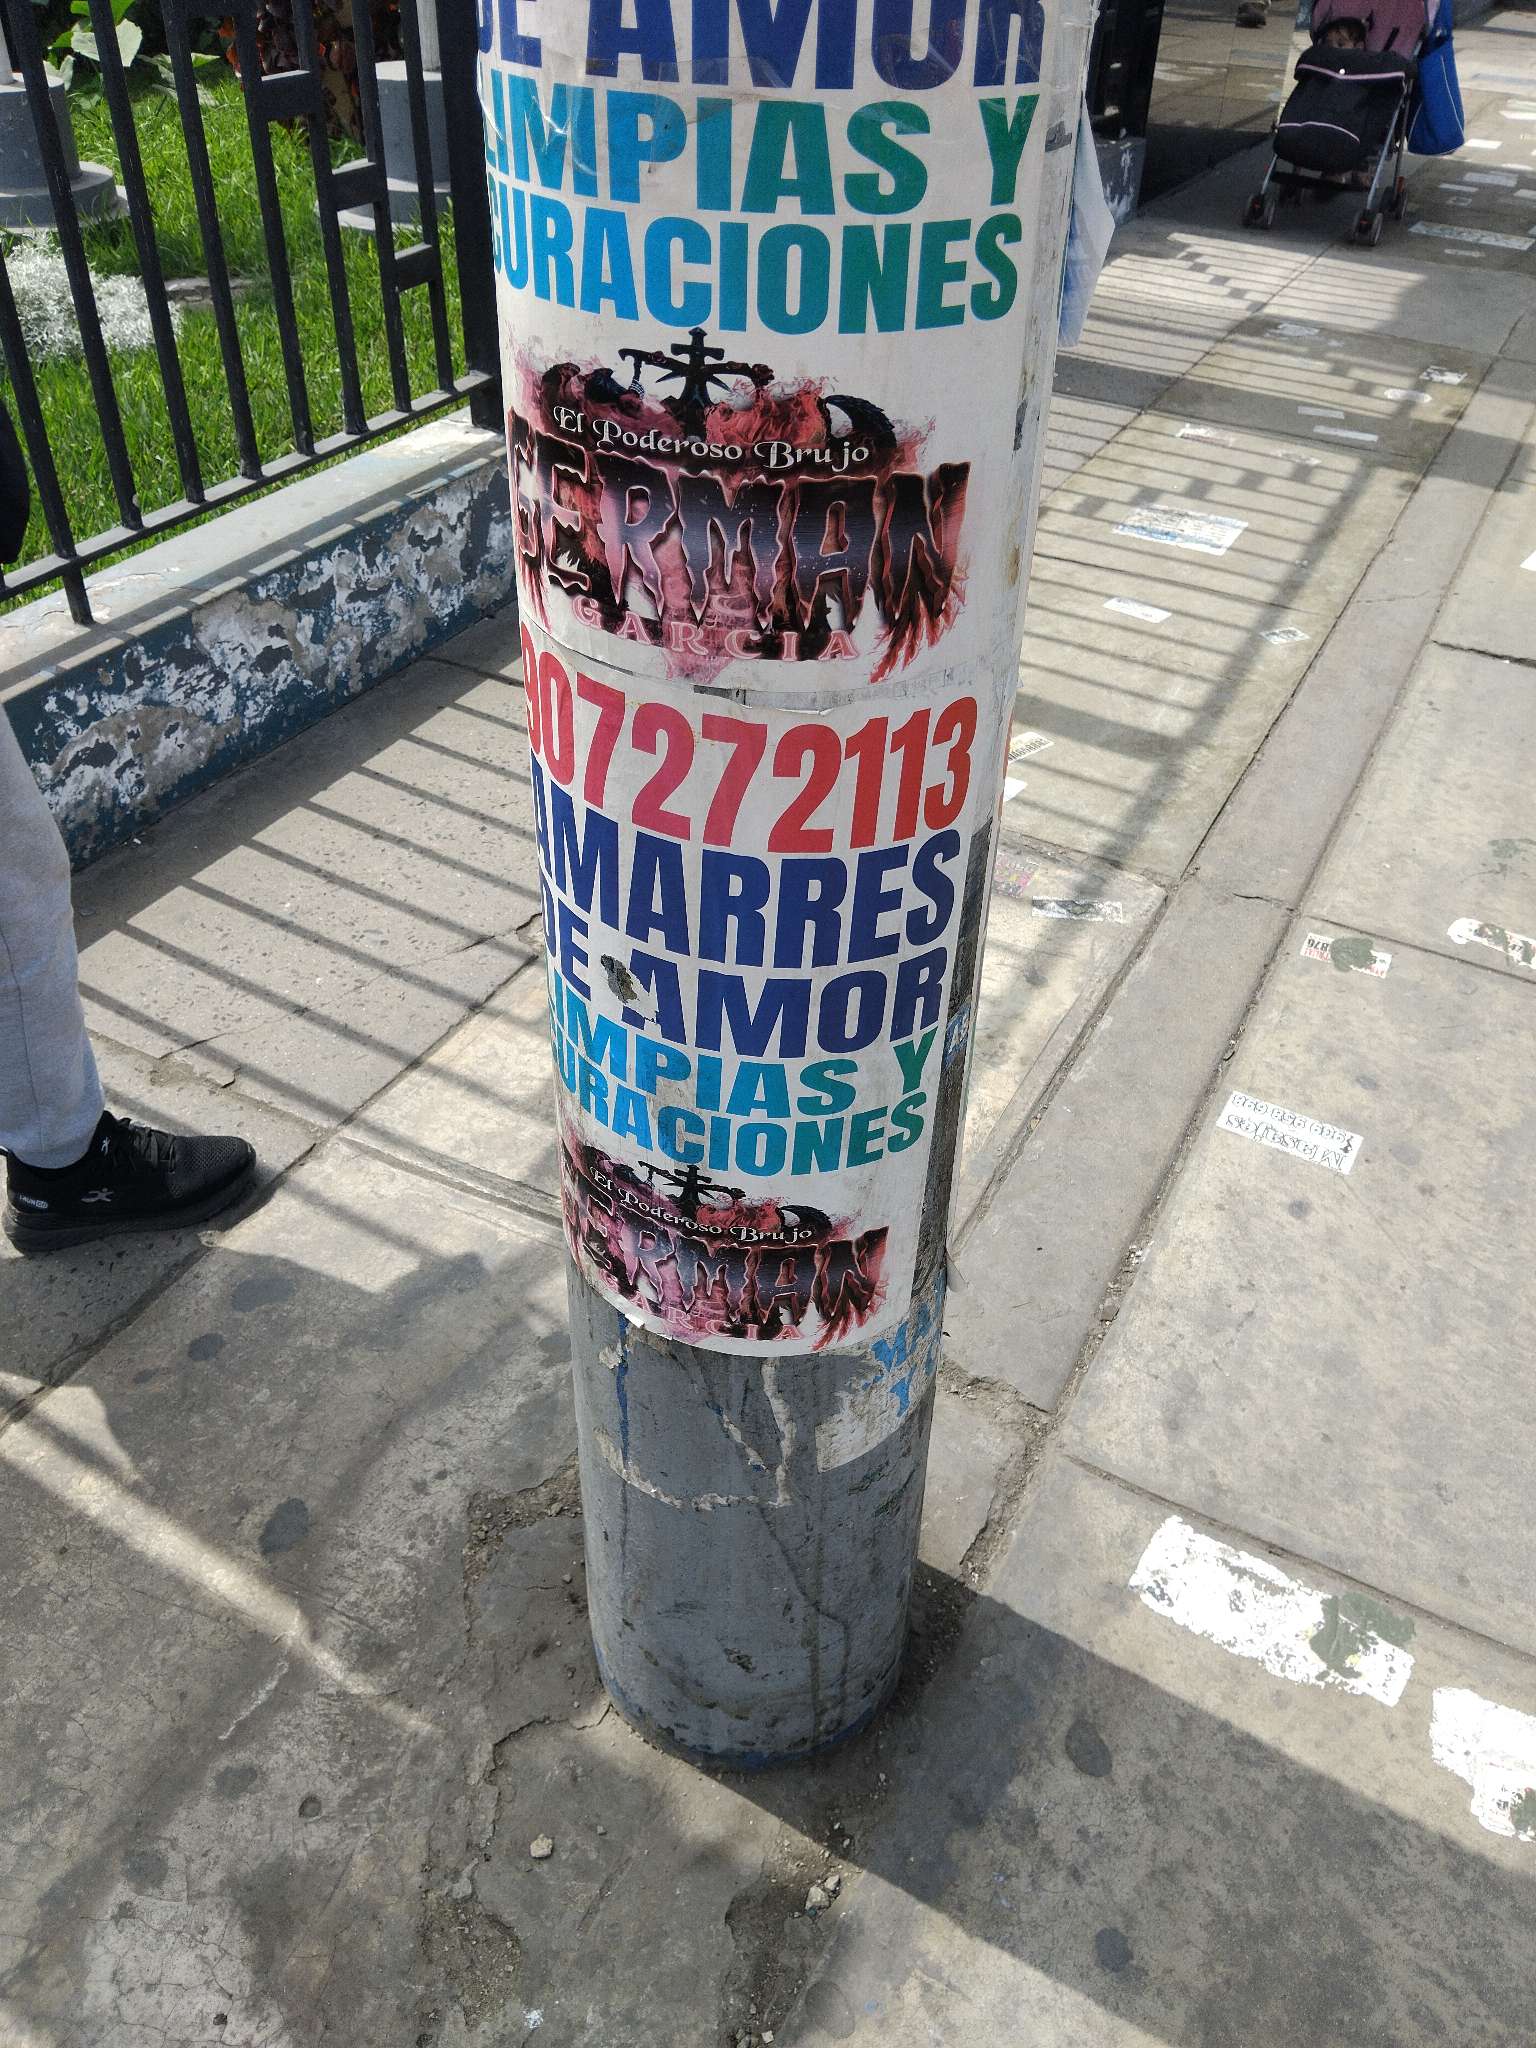 DE AMOR
LIMPIAS Y
CURACIONES
El Poderoso Brujo
GERMAN
GARCIA
907272113
AMARRES
DE AMOR
LIMPIAS Y
CURACIONES
El Poderoso Brujo
GERMAN
GARCIA